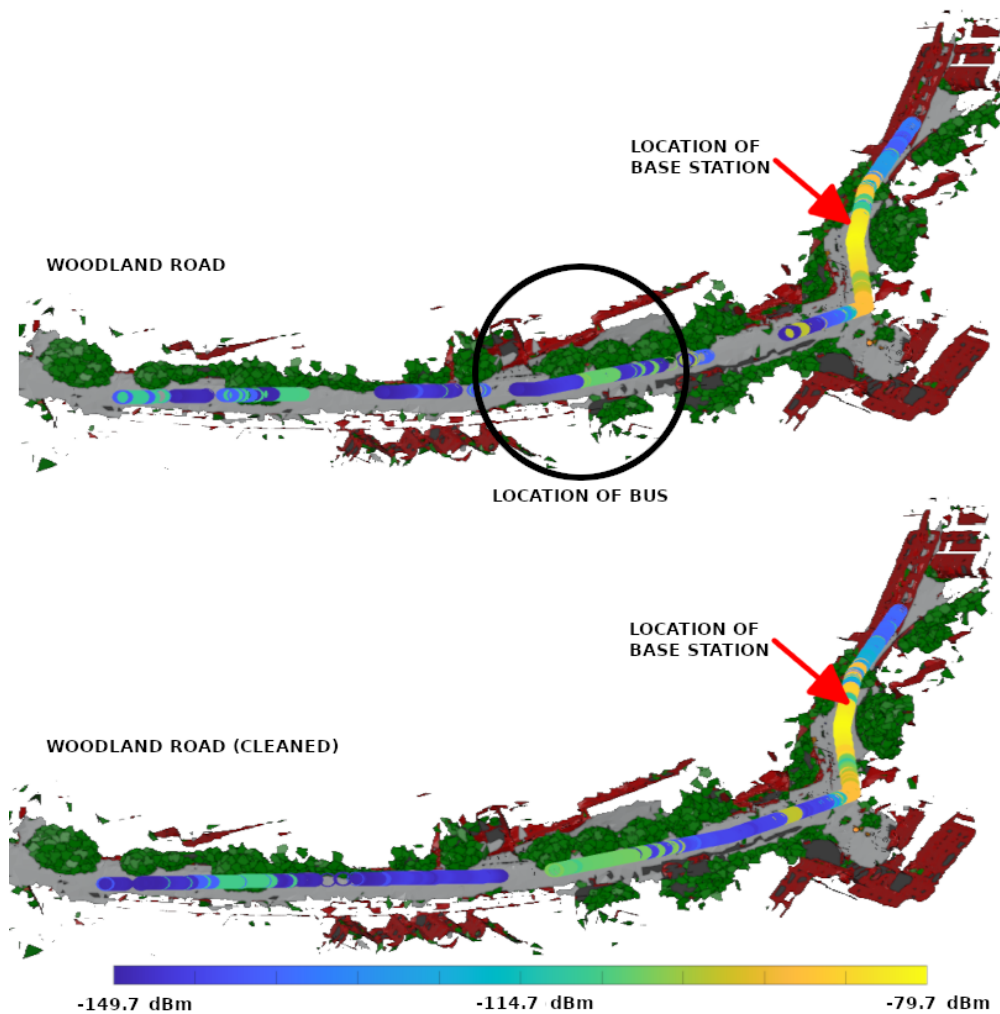 LOCATION OF
BASE STATION
WOODLAND ROAD
LOCATION OF BUS
LOCATION OF
BASE STATION
WOODLAND ROAD (CLEANED)
-149.7 dBm
-114.7 dBm
-79.7 dBm